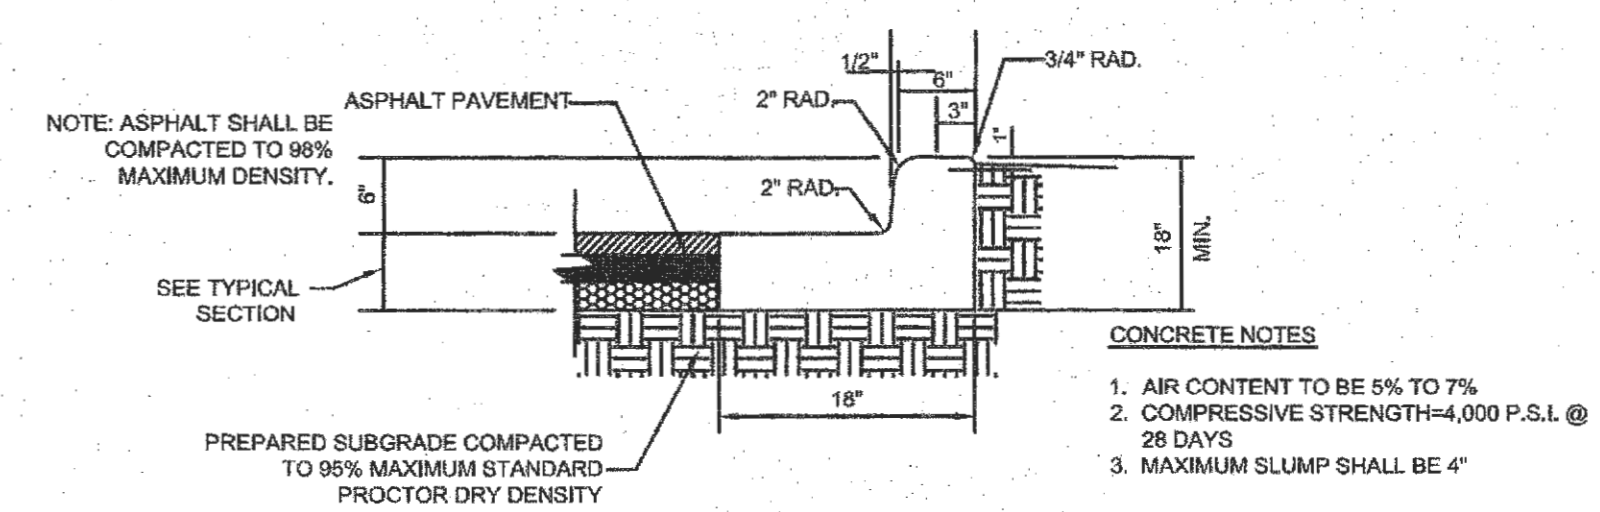 NOTE: ASPHALT SHALL BE
COMPACTED TO 98%
MAXIMUM DENSITY.
ASPHALT PAVEMENT
1/2"
6"
3"
3/4" RAD.
2" RAD.
1"
2" RAD.
6"
18"
MIN.
SEE TYPICAL
SECTION
18"
PREPARED SUBGRADE COMPACTED
TO 95% MAXIMUM STANDARD
PROCTOR DRY DENSITY
CONCRETE NOTES
1. AIR CONTENT TO BE 5% TO 7%
2. COMPRESSIVE STRENGTH=4,000 P.S.I. @
28 DAYS
3. MAXIMUM SLUMP SHALL BE 4"